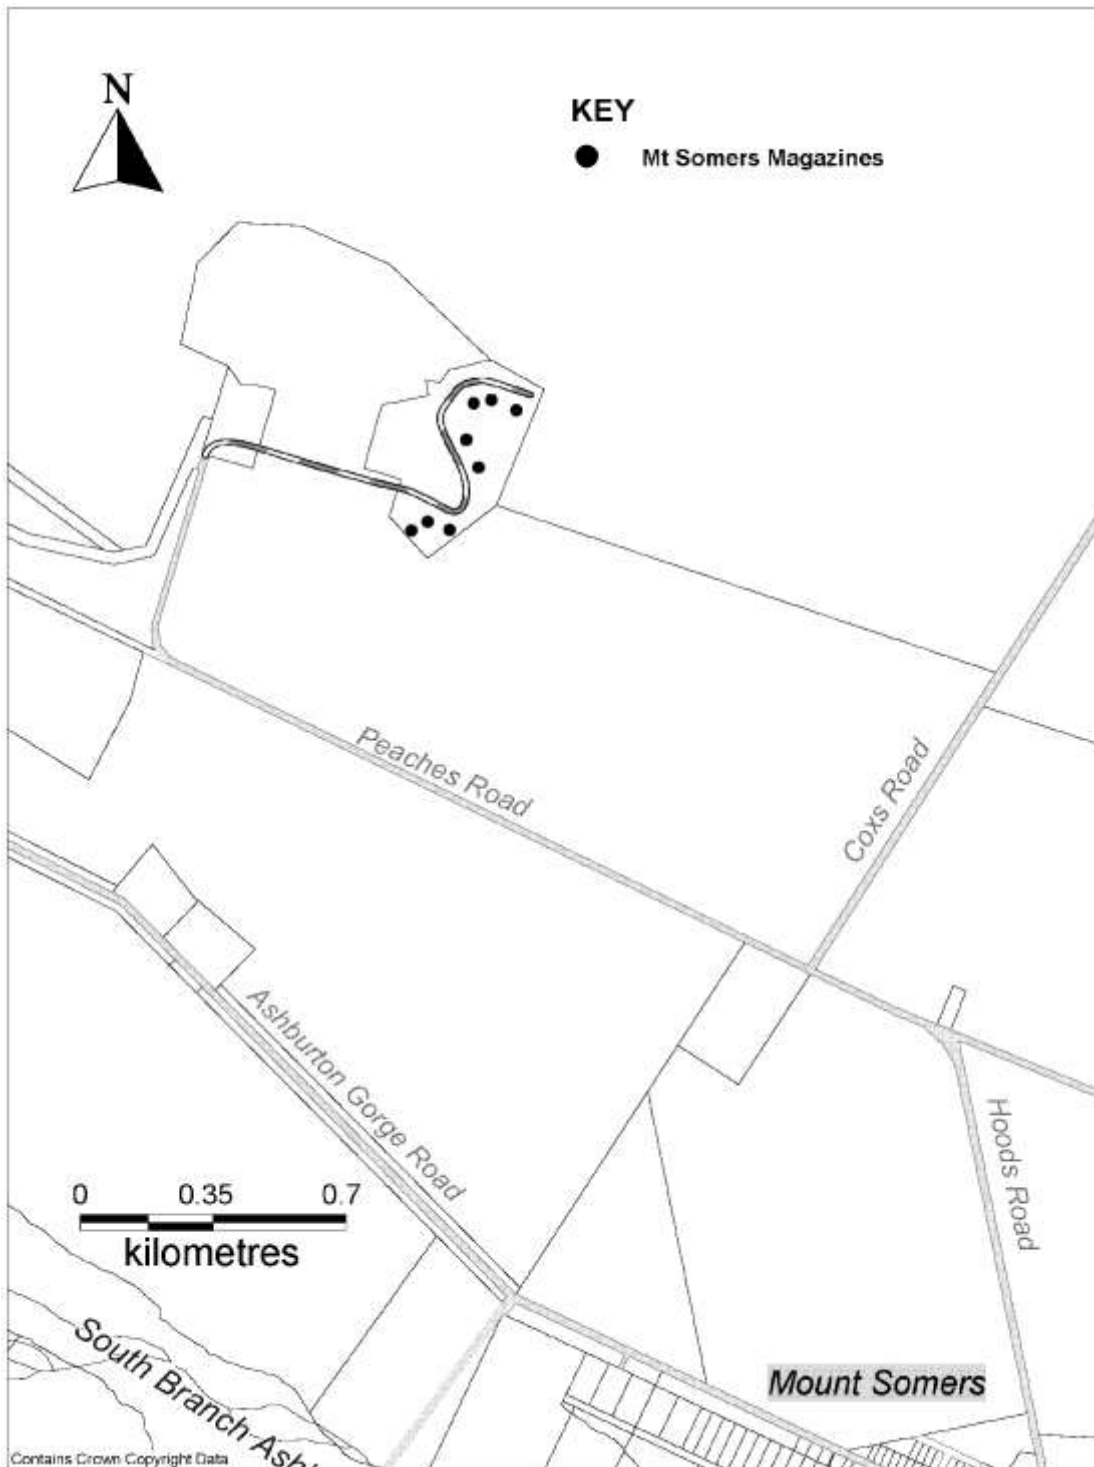 N
KEY
Mt Somers Magazines
Peaches Road
Coxs Road
Ashburton Gorge Road
Hoods Road
0 0.35 0.7
kilometres
South Branch Ashb
Mount Somers
Contains Crown Copyright Data